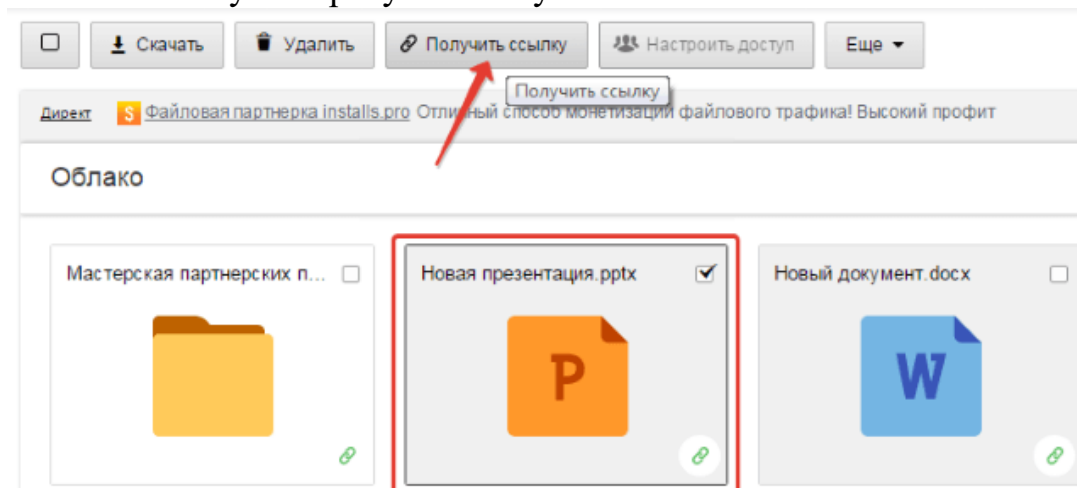 Скачать Удалить Получить ссылку Настроить доступ Еще
Получить ссылку
Директ S Файловая партнерка installs.pro Отличный способ монетизации файлового трафика! Высокий профит
Облако
Мастерская партнерских п... Новая презентация.pptx Новый документ.docx
P W